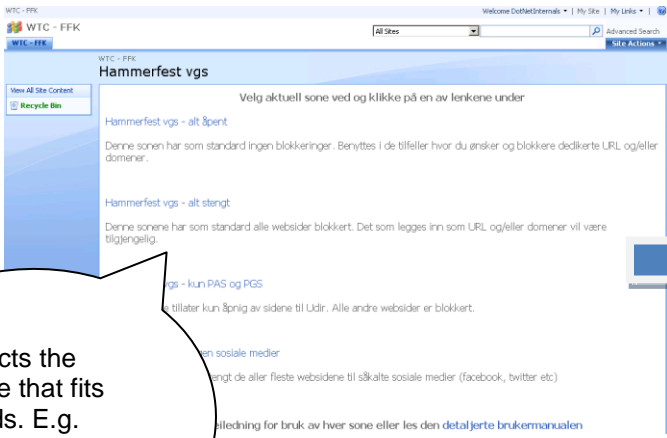 WTC - FFK
Welcome DotNetInternals ▾ | My Site | My Links ▾ |
WTC - FFK
All Sites
Advanced Search
WTC - FFK
Site Actions
WTC - FFK
Hammerfest vgs
View All Site Content
Recycle Bin
Velg aktuell sone ved og klikke på en av lenkene under
Hammerfest vgs - alt åpent
Denne sonen har som standard ingen blokkeringer. Benyttes i de tilfeller hvor du ønsker og blokkere dedikerte URL og/eller
domener.
Hammerfest vgs - alt stengt
Denne sonene har som standard alle websider blokkert. Det som legges inn som URL og/eller domener vil være
tilgjengelig.
vgs - kun PAS og PGS
tillater kun åpnig av sidene til Udir. Alle andre websider er blokkert.
en sosiale medier
engt de aller fleste websidene til såkalte sosiale medier (facebook, twitter etc)
eiledning for bruk av hver sone eller les den detaljerte brukermanualen
cts the
e that fits
ds. E.g.